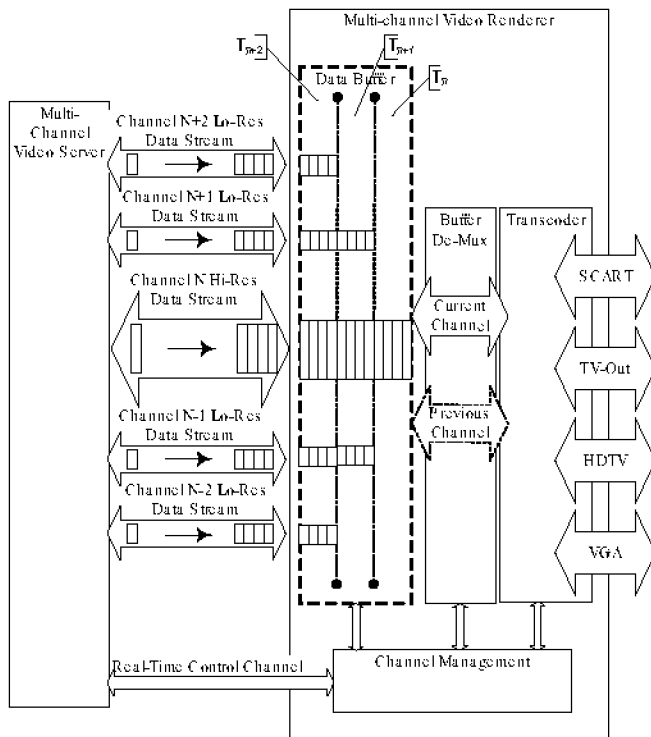 Multi-channel Video Renderer
Tn+2
Tn+1
Tn
Data Buffer
Multi-
Channel
Video Server
Channel N+2 Lo-Res
Data Stream
Channel N+1 Lo-Res
Data Stream
Channel N Hi-Res
Data Stream
Channel N-1 Lo-Res
Data Stream
Channel N-2 Lo-Res
Data Stream
Buffer
De-Mux
Transcoder
Current
Channel
Previous
Channel
SCART
TV-Out
HDTV
VGA
Real-Time Control Channel
Channel Management